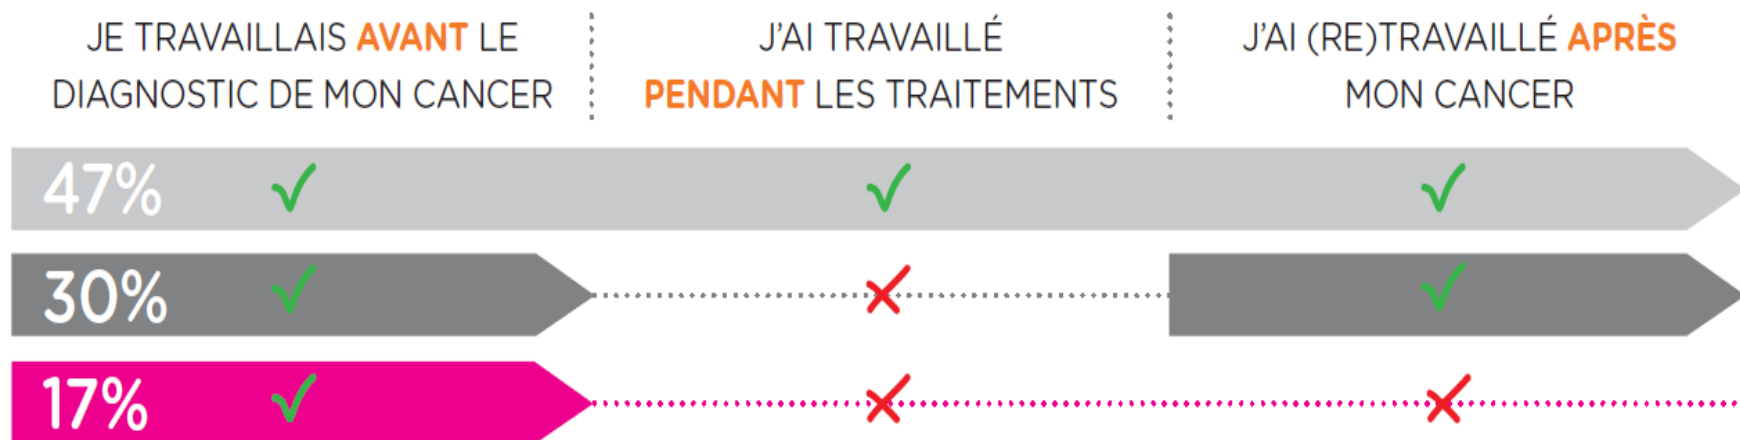 JE TRAVAILLAIS AVANT LE
DIAGNOSTIC DE MON CANCER
J'AI TRAVAILLÉ
PENDANT LES TRAITEMENTS
J'AI (RE)TRAVAILLÉ APRÈS
MON CANCER
47%
30%
17%